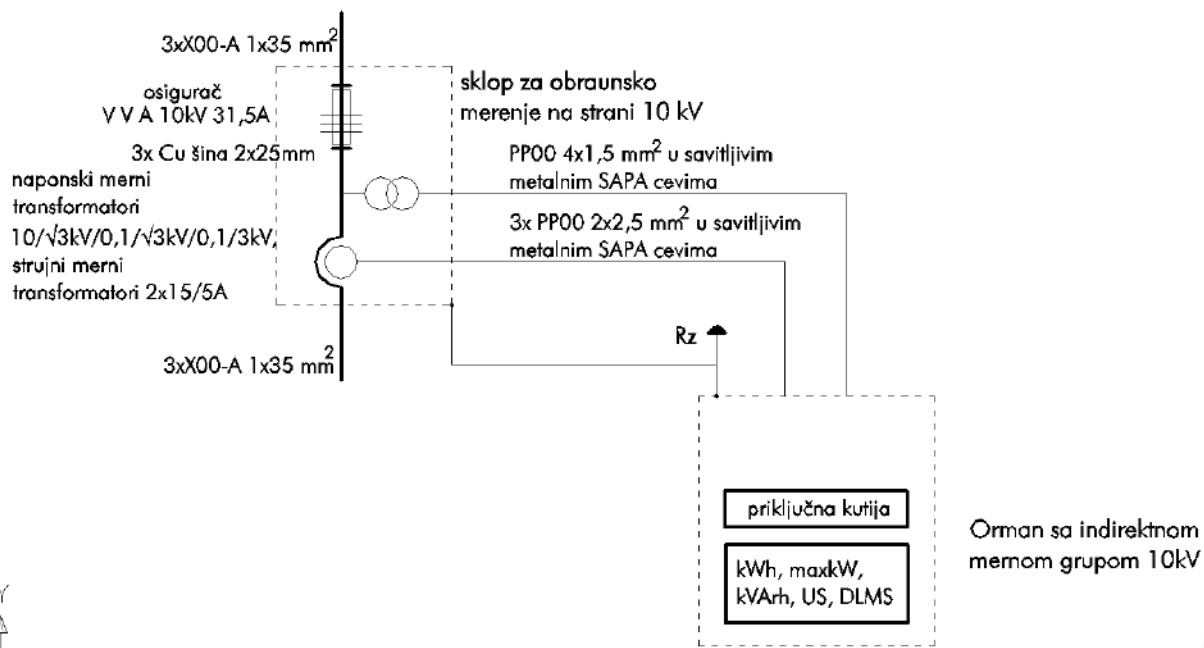 3xX00-A 1x35 mm²
osigurač
V V A 10kV 31,5A
3x Cu šina 2x25mm
naponski merni
transformatori
10/√3kV/0,1/√3kV/0,1/3kV,
strujni merni
transformatori 2x15/5A
3xX00-A 1x35 mm²
sklop za obraunsko
merenje na strani 10 kV
PP00 4x1,5 mm² u savitljivim
metalnim SAPA cevima
3x PP00 2x2,5 mm² u savitljivim
metalnim SAPA cevima
Rz
priključna kutija
kWh, maxkW,
kVArh, US, DLMS
Orman sa indirektnom
mernom grupom 10kV
Y